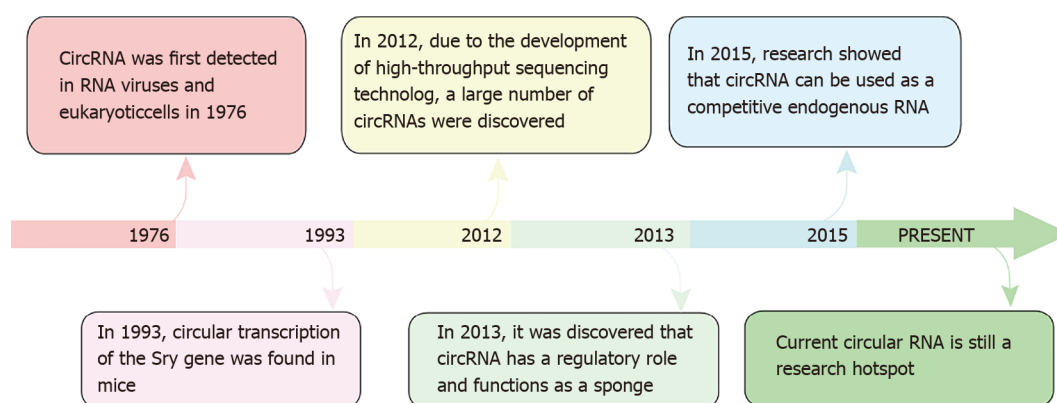 CircRNA was first detected
in RNA viruses and
eukaryoticcells in 1976
In 2012, due to the development
of high-throughput sequencing
technolog, a large number of
circRNAs were discovered
In 2015, research showed
that circRNA can be used as a
competitive endogenous RNA
1976
1993
2012
2013
2015
PRESENT
In 1993, circular transcription
of the Sry gene was found in
mice
In 2013, it was discovered that
circRNA has a regulatory role
and functions as a sponge
Current circular RNA is still a
research hotspot